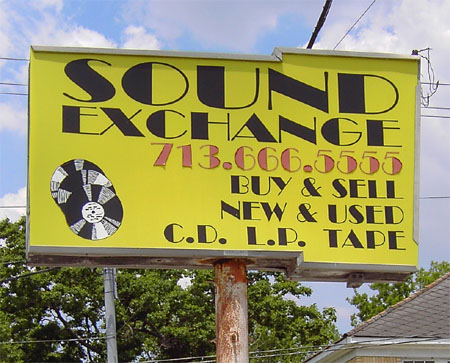 SOUND
EXCHANGE
713.666.5555
BUY & SELL
NEW & USED
C.D. L.P. TAPE